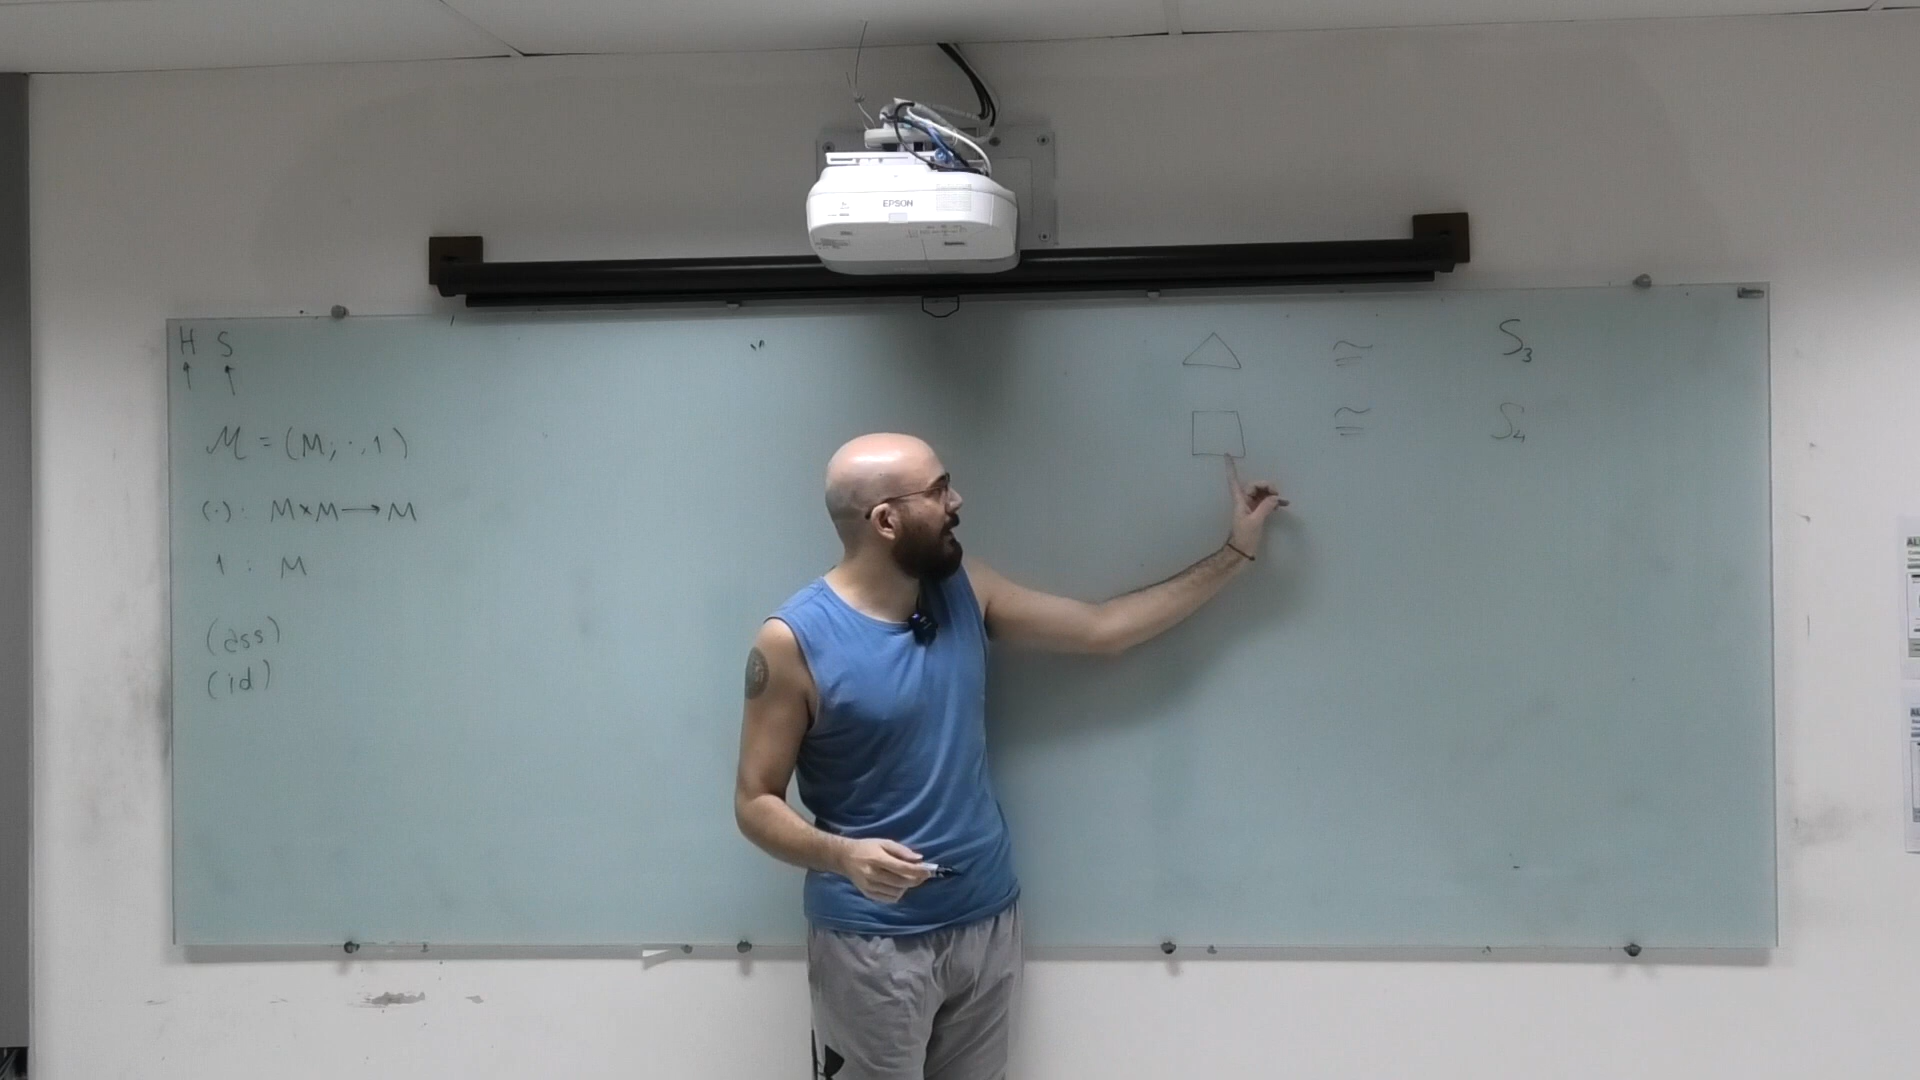 EPSON
H S
↑ ↑
M = (M; ·, 1)
(·) : M×M ⟶ M
1 : M
(ass)
(id)
△ ≅ S₃
□ ≅ S₄